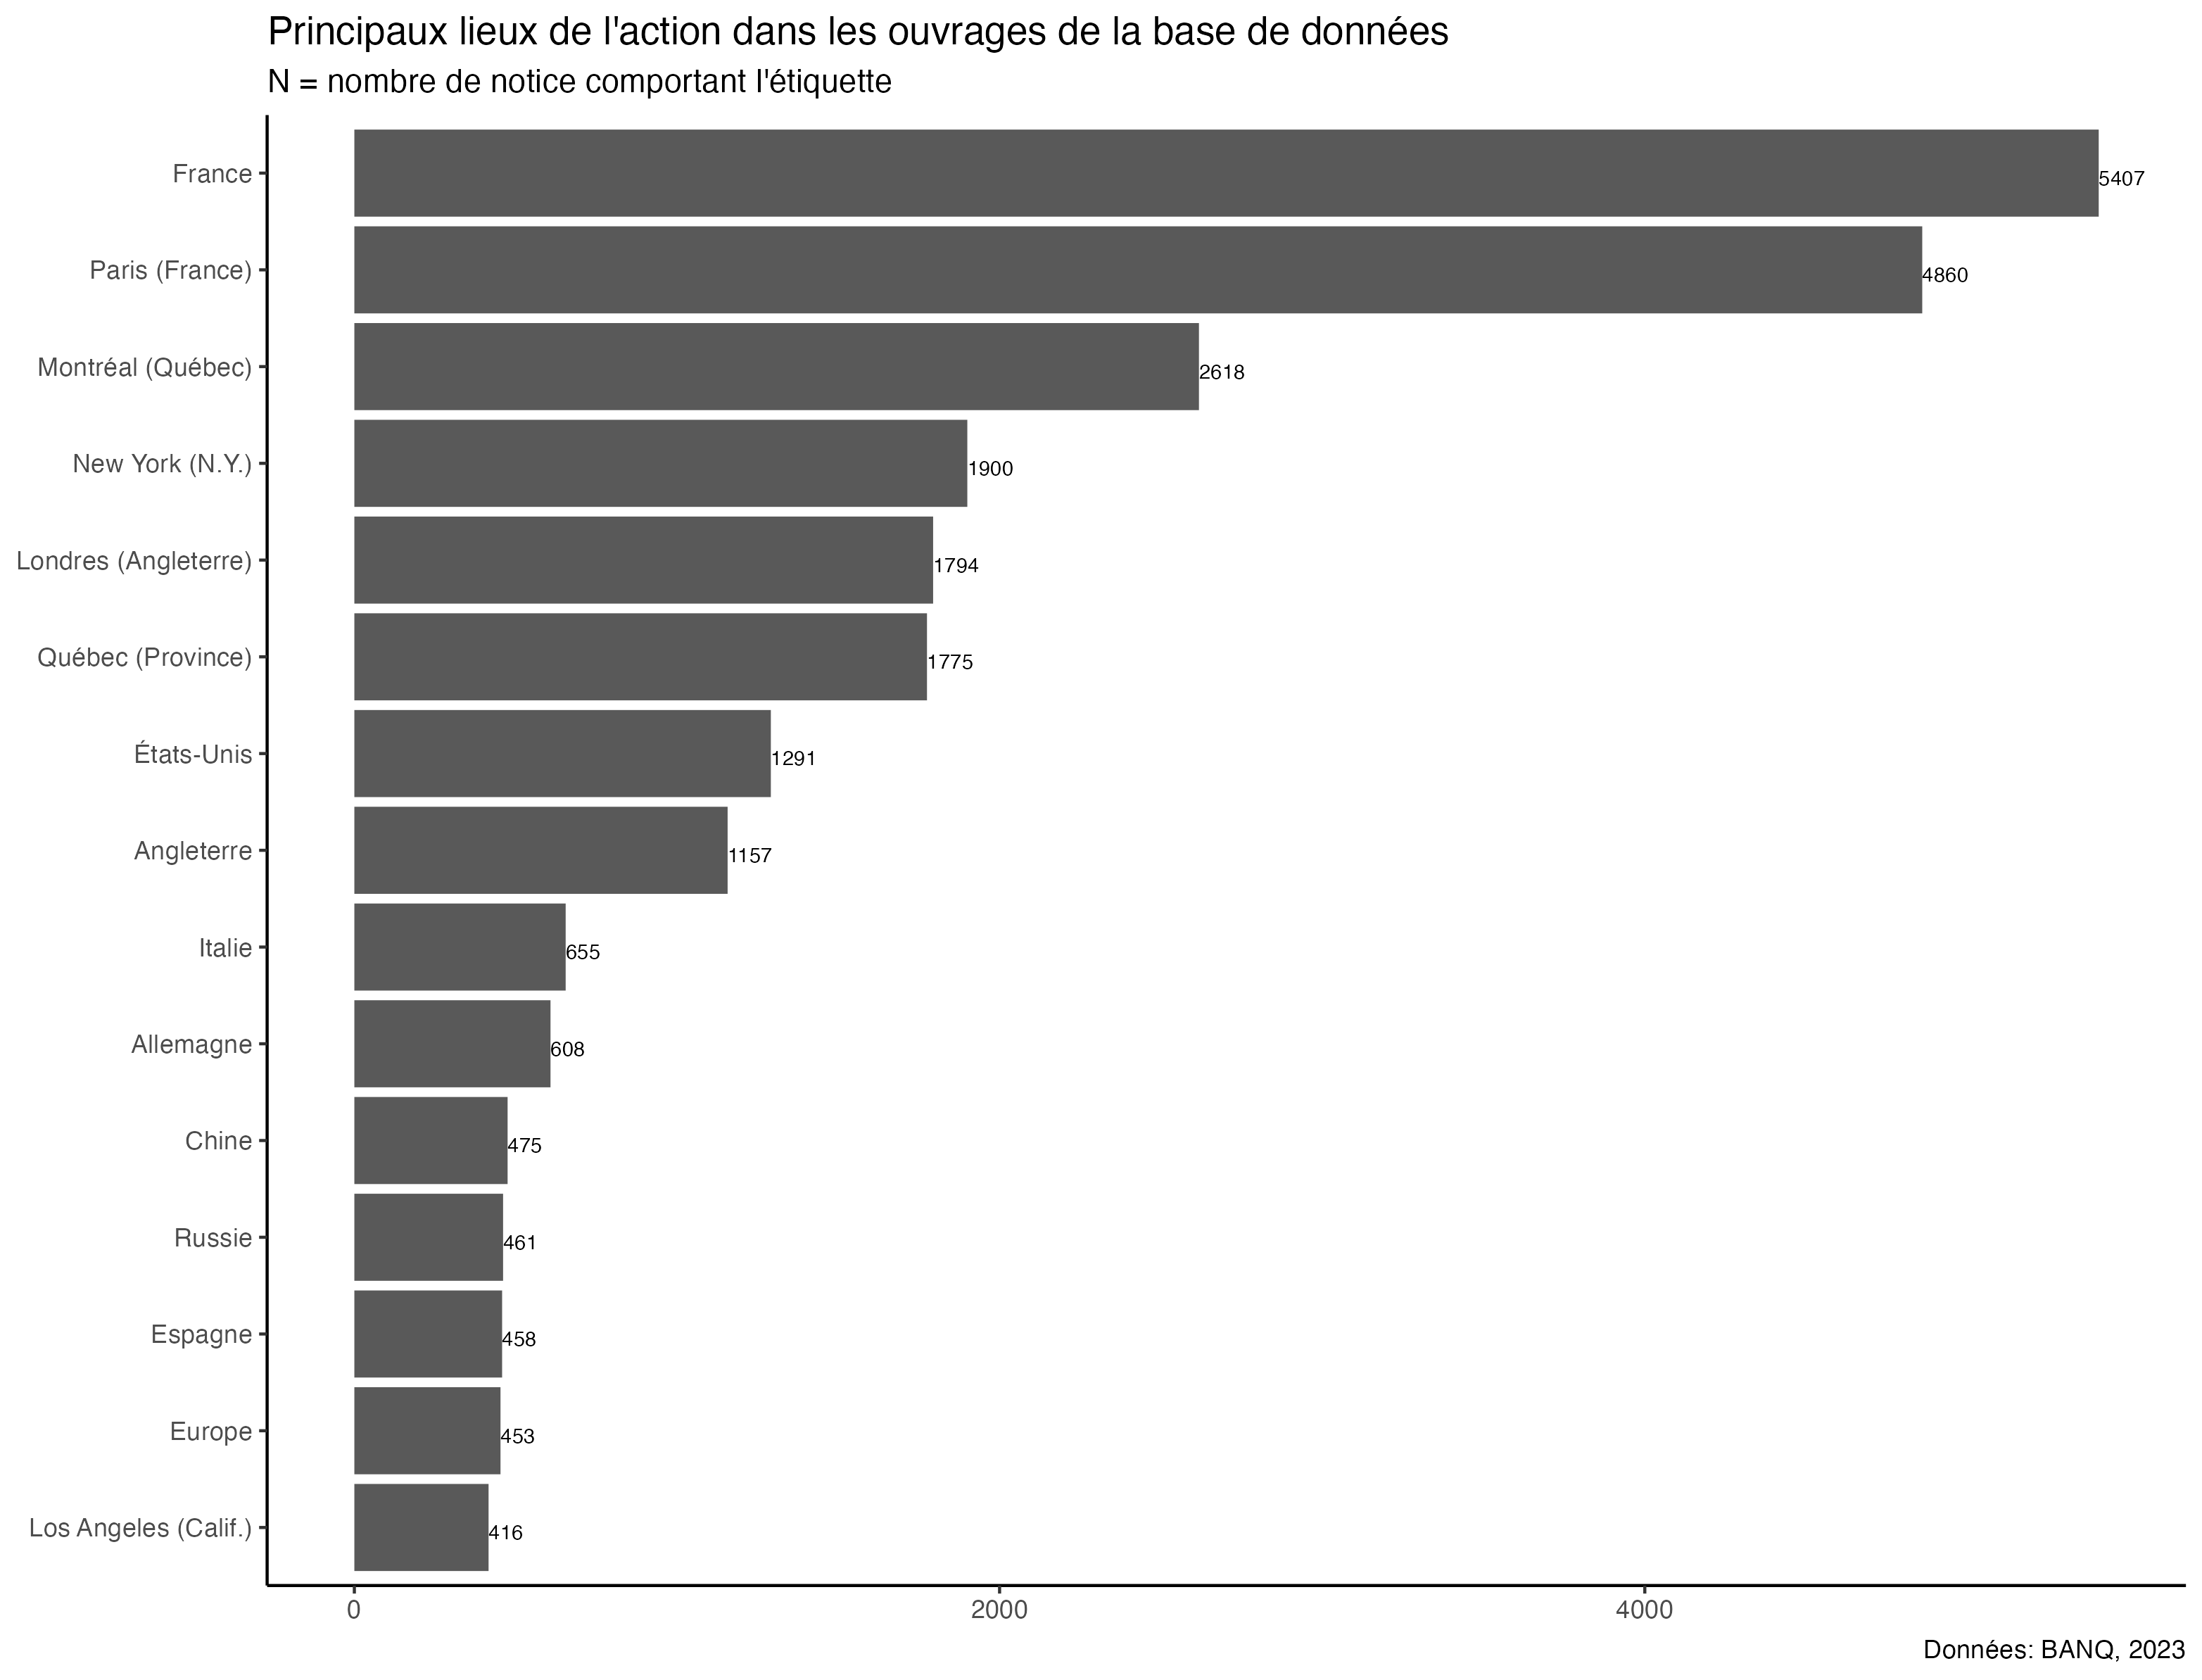 Principaux lieux de l'action dans les ouvrages de la base de données
N = nombre de notice comportant l'étiquette
France 5407
Paris (France) 4860
Montréal (Québec) 2618
New York (N.Y.) 1900
Londres (Angleterre) 1794
Québec (Province) 1775
États-Unis 1291
Angleterre 1157
Italie 655
Allemagne 608
Chine 475
Russie 461
Espagne 458
Europe 453
Los Angeles (Calif.) 416
0 2000 4000
Données: BANQ, 2023